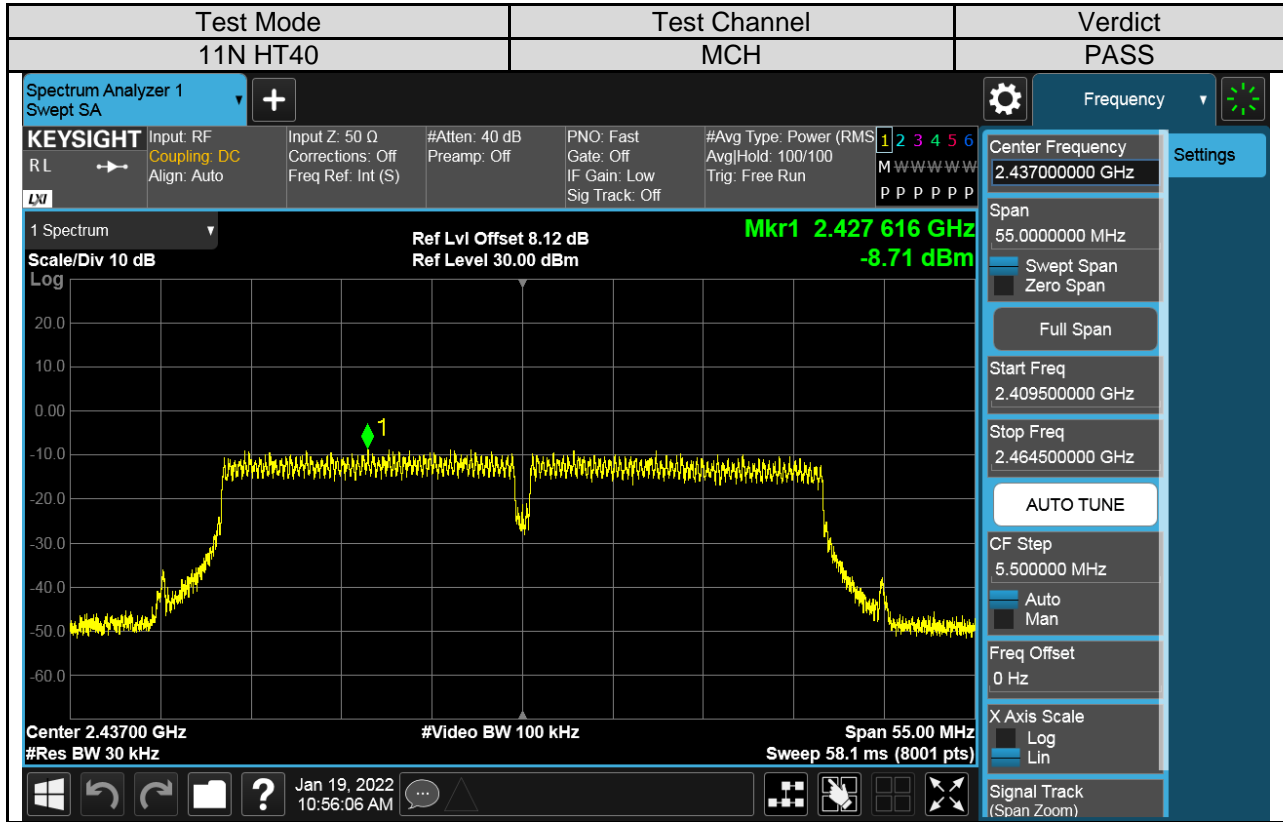 Test Mode Test Channel Verdict
11N HT40 MCH PASS
Spectrum Analyzer 1
Swept SA
+
Frequency
KEYSIGHT
R L
LXI
Input: RF
Coupling: DC
Align: Auto
Input Z: 50 Ω
Corrections: Off
Freq Ref: Int (S)
#Atten: 40 dB
Preamp: Off
PNO: Fast
Gate: Off
IF Gain: Low
Sig Track: Off
#Avg Type: Power (RMS
Avg|Hold: 100/100
Trig: Free Run
1 2 3 4 5 6
M W W W W W
P P P P P P
1 Spectrum
Scale/Div 10 dB
Log
Ref Lvl Offset 8.12 dB
Ref Level 30.00 dBm
Mkr1 2.427 616 GHz
-8.71 dBm
20.0
10.0
0.00
-10.0
-20.0
-30.0
-40.0
-50.0
-60.0
1
Center 2.43700 GHz
#Res BW 30 kHz
#Video BW 100 kHz
Span 55.00 MHz
Sweep 58.1 ms (8001 pts)
Center Frequency
2.437000000 GHz
Settings
Span
55.0000000 MHz
Swept Span
Zero Span
Full Span
Start Freq
2.409500000 GHz
Stop Freq
2.464500000 GHz
AUTO TUNE
CF Step
5.500000 MHz
Auto
Man
Freq Offset
0 Hz
X Axis Scale
Log
Lin
Signal Track
(Span Zoom)
?
Jan 19, 2022
10:56:06 AM